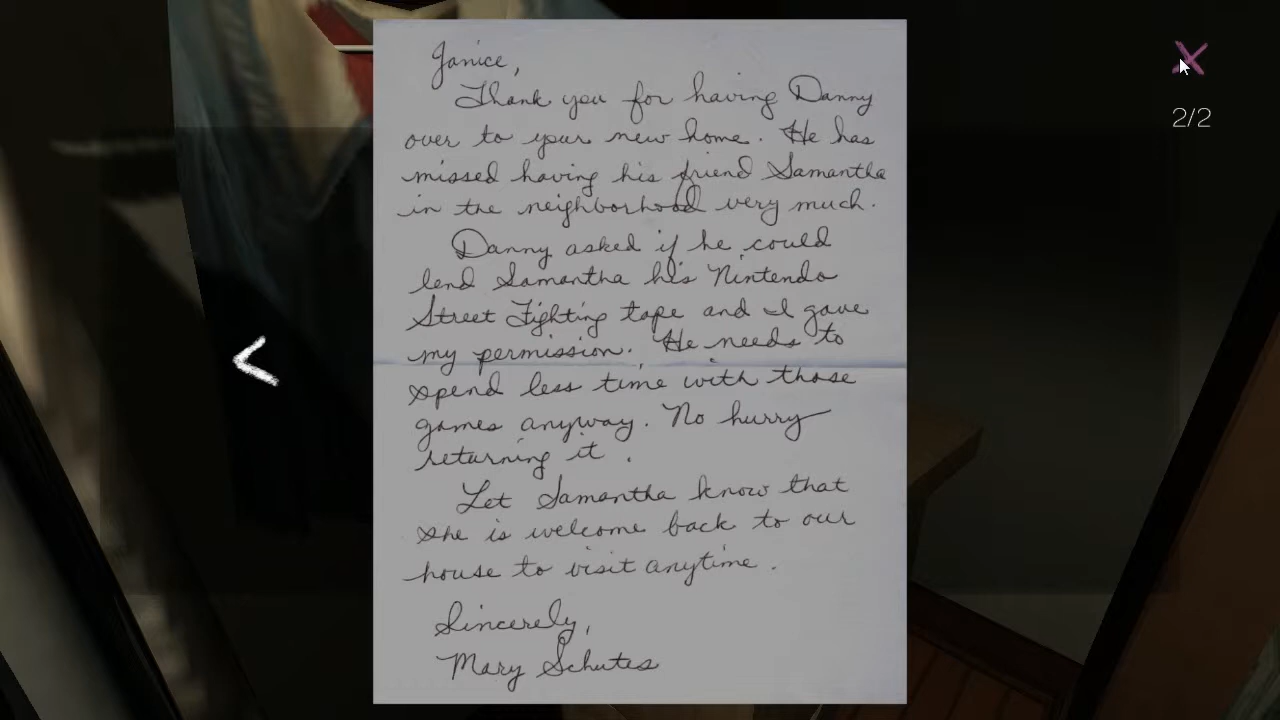 Janice,
Thank you for having Danny
over to your new home. He has
missed having his friend Samantha
in the neighborhood very much.
Danny asked if he could
lend Samantha his Nintendo
Street Fighting tape and I gave
my permission. He needs to
spend less time with those
games anyway. No hurry
returning it.
Let Samantha know that
she is welcome back to our
house to visit anytime.
Sincerely,
Mary Schutes
2/2